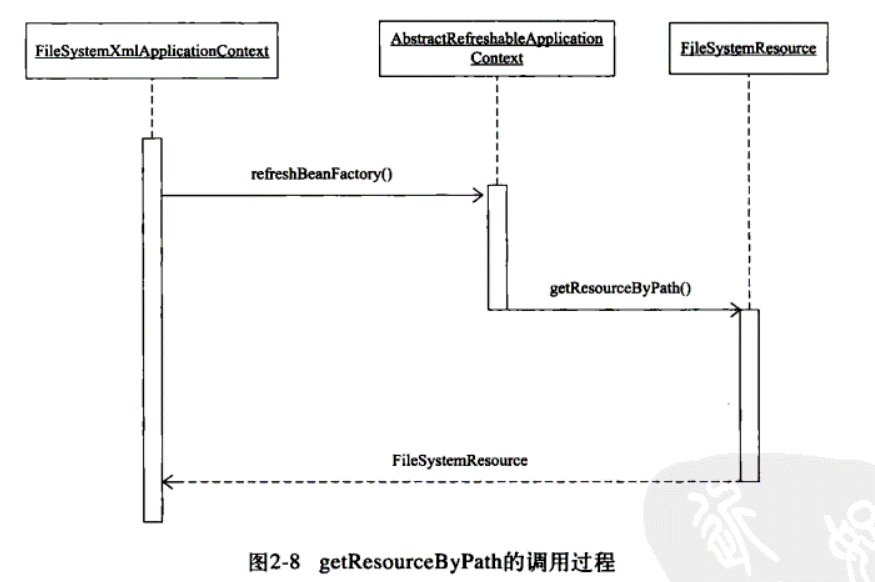 FileSystemXmlApplicationContext
AbstractRefreshableApplication
Context
FileSystemResource
refreshBeanFactory()
getResourceByPath()
FileSystemResource
图2-8 getResourceByPath的调用过程